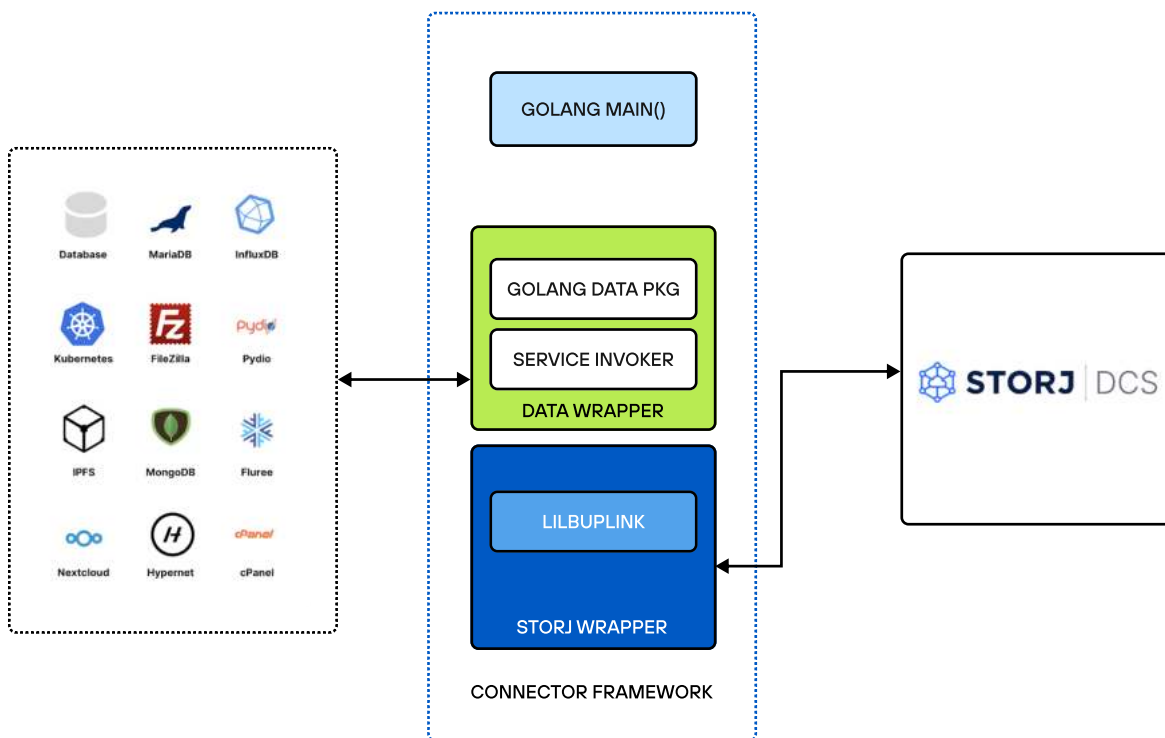 GOLANG MAIN()
Database MariaDB InfluxDB
Fz pydio
Kubernetes FileZilla Pydio
IPFS MongoDB Fluree
H cPanel
Nextcloud Hypernet cPanel
GOLANG DATA PKG
SERVICE INVOKER
DATA WRAPPER
LILBUPLINK
STORJ WRAPPER
CONNECTOR FRAMEWORK
STORJ DCS